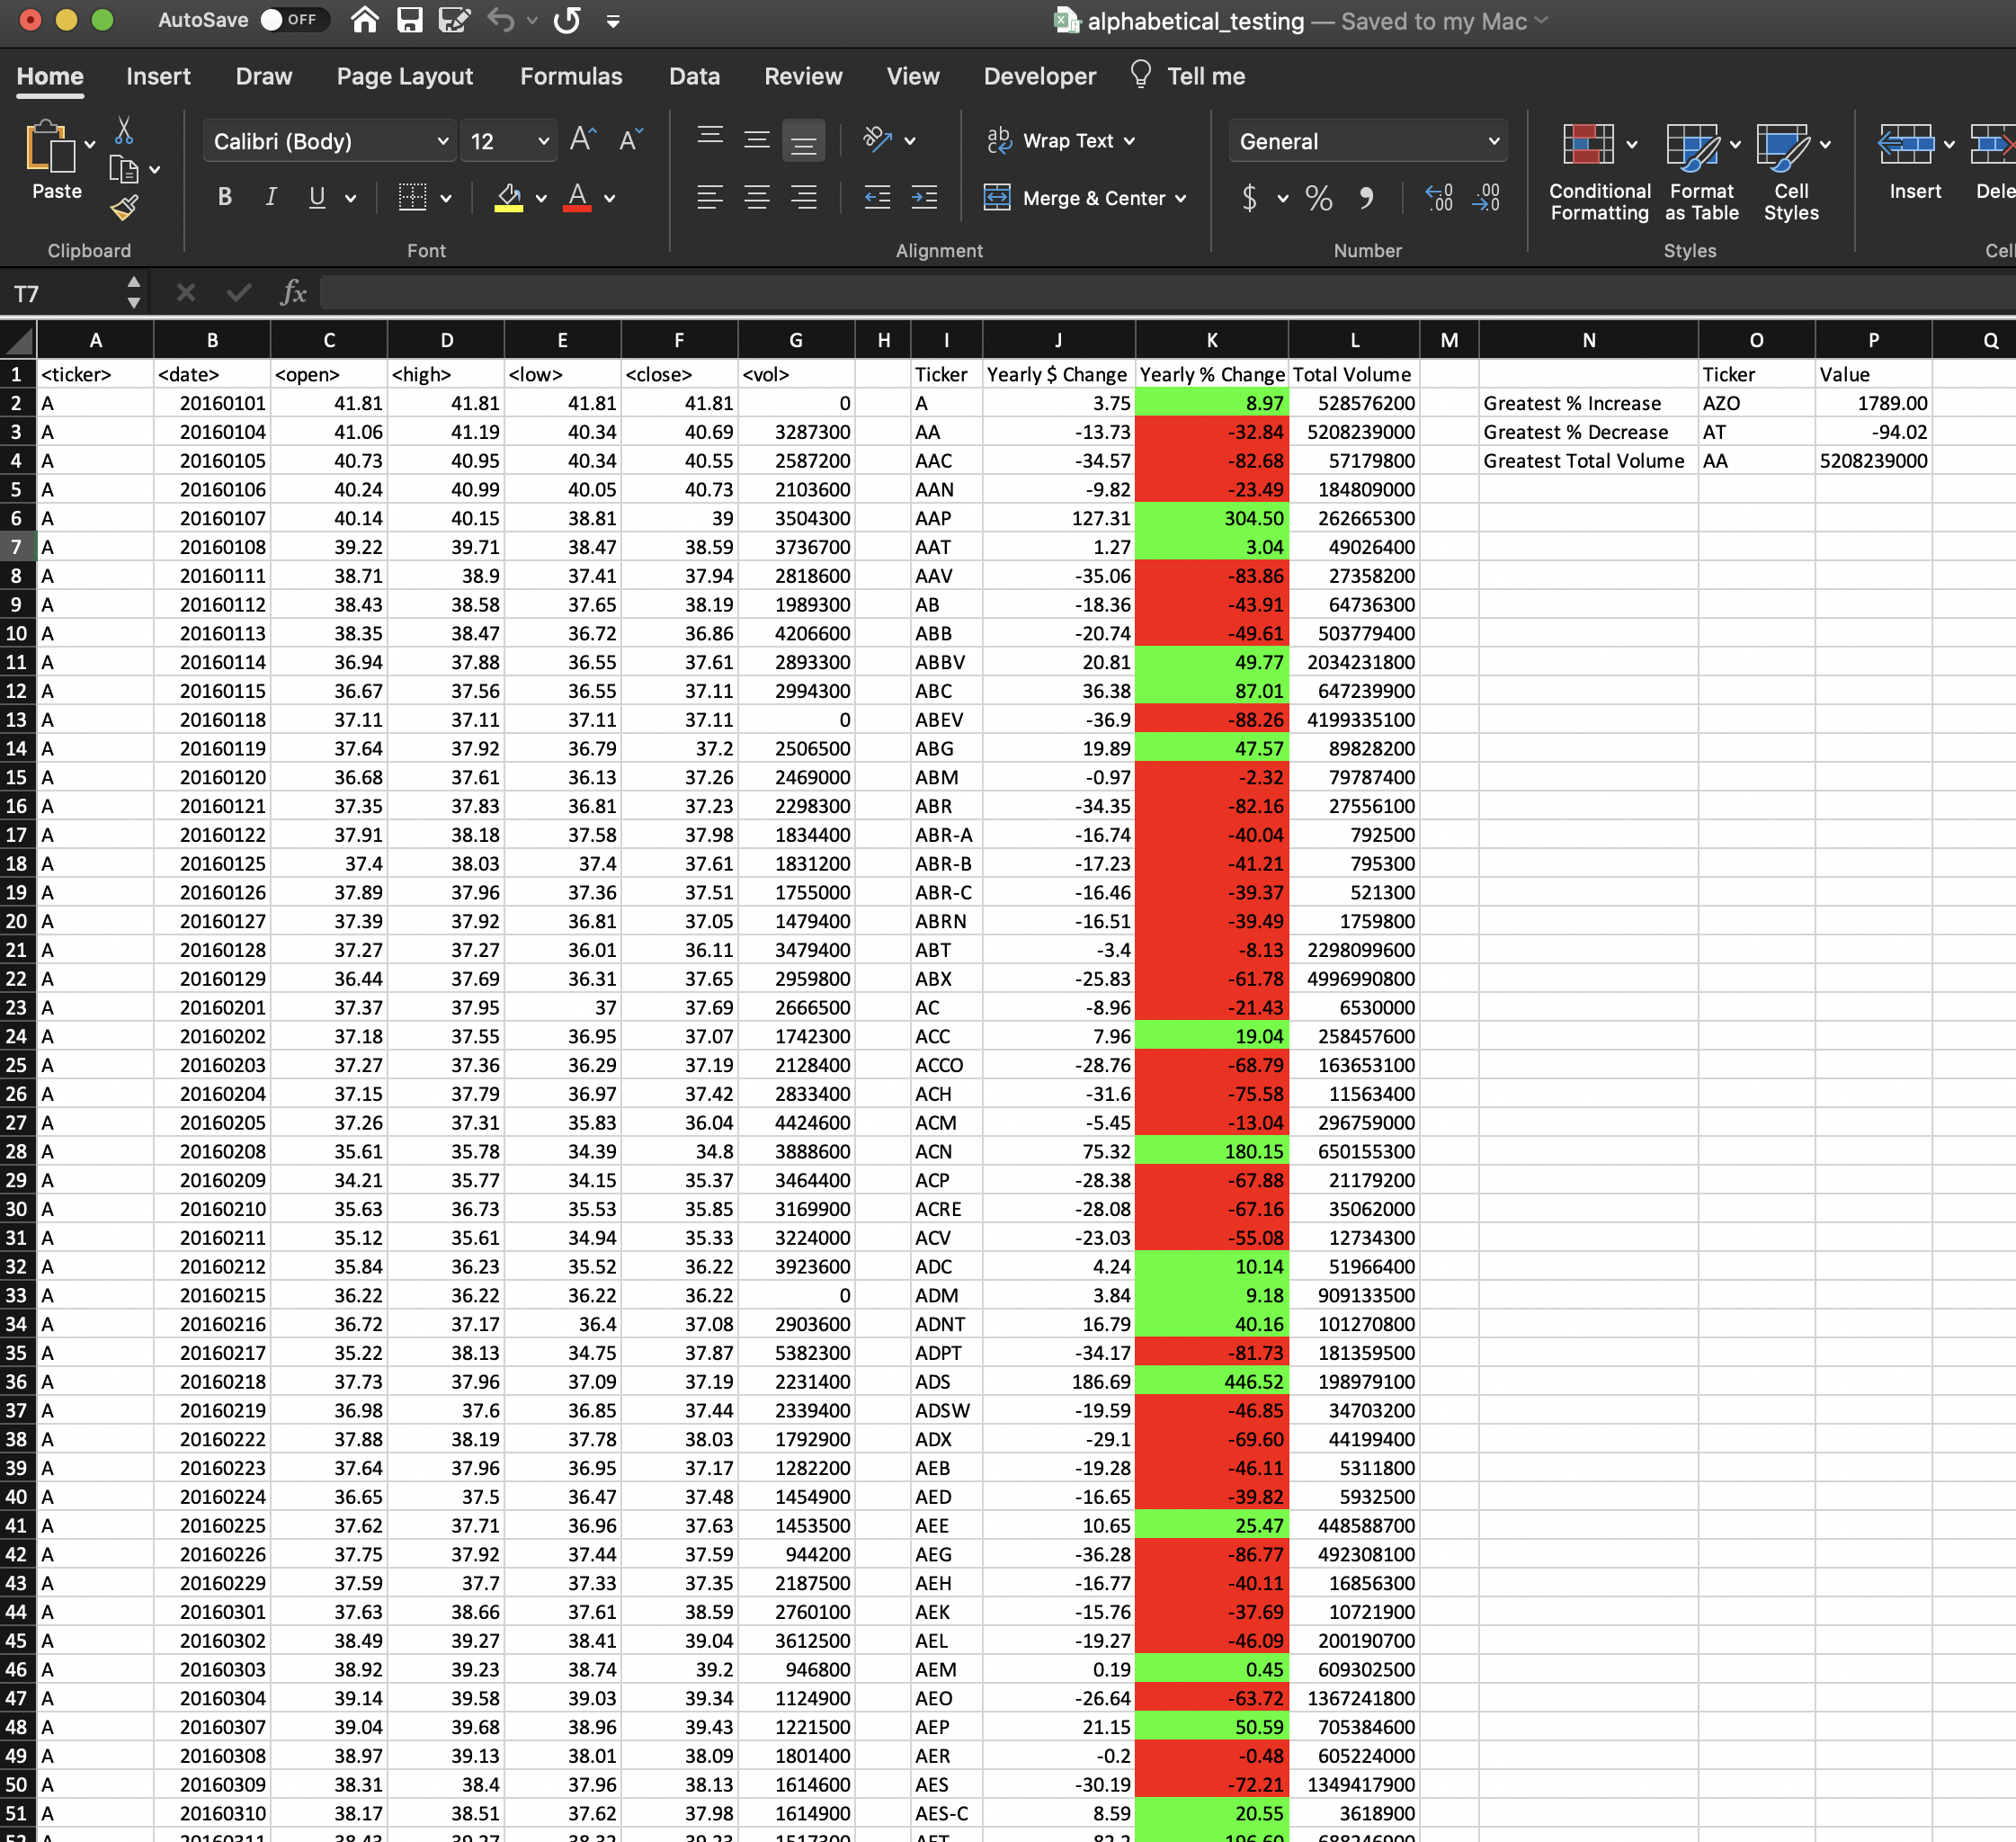 AutoSave OFF alphabetical_testing — Saved to my Mac
Home Insert Draw Page Layout Formulas Data Review View Developer Tell me
Paste Calibri (Body) 12 Wrap Text General Conditional Formatting Format as Table Cell Styles Insert Dele
B I U A Merge & Center $ %
Clipboard Font Alignment Number Styles Cell
T7 fx
A B C D E F G H I J K L M N O P Q
1 <ticker> <date> <open> <high> <low> <close> <vol> Ticker Yearly $ Change Yearly % Change Total Volume Ticker Value
2 A 20160101 41.81 41.81 41.81 41.81 0 A 3.75 8.97 528576200 Greatest % Increase AZO 1789.00
3 A 20160104 41.06 41.19 40.34 40.69 3287300 AA -13.73 -32.84 5208239000 Greatest % Decrease AT -94.02
4 A 20160105 40.73 40.95 40.34 40.55 2587200 AAC -34.57 -82.68 57179800 Greatest Total Volume AA 5208239000
5 A 20160106 40.24 40.99 40.05 40.73 2103600 AAN -9.82 -23.49 184809000
6 A 20160107 40.14 40.15 38.81 39 3504300 AAP 127.31 304.50 262665300
7 A 20160108 39.22 39.71 38.47 38.59 3736700 AAT 1.27 3.04 49026400
8 A 20160111 38.71 38.9 37.41 37.94 2818600 AAV -35.06 -83.86 27358200
9 A 20160112 38.43 38.58 37.65 38.19 1989300 AB -18.36 -43.91 64736300
10 A 20160113 38.35 38.47 36.72 36.86 4206600 ABB -20.74 -49.61 503779400
11 A 20160114 36.94 37.88 36.55 37.61 2893300 ABBV 20.81 49.77 2034231800
12 A 20160115 36.67 37.56 36.55 37.11 2994300 ABC 36.38 87.01 647239900
13 A 20160118 37.11 37.11 37.11 37.11 0 ABEV -36.9 -88.26 4199335100
14 A 20160119 37.64 37.92 36.79 37.2 2506500 ABG 19.89 47.57 89828200
15 A 20160120 36.68 37.61 36.13 37.26 2469000 ABM -0.97 -2.32 79787400
16 A 20160121 37.35 37.83 36.81 37.23 2298300 ABR -34.35 -82.16 27556100
17 A 20160122 37.91 38.18 37.58 37.98 1834400 ABR-A -16.74 -40.04 792500
18 A 20160125 37.4 38.03 37.4 37.61 1831200 ABR-B -17.23 -41.21 795300
19 A 20160126 37.89 37.96 37.36 37.51 1755000 ABR-C -16.46 -39.37 521300
20 A 20160127 37.39 37.92 36.81 37.05 1479400 ABRN -16.51 -39.49 1759800
21 A 20160128 37.27 37.27 36.01 36.11 3479400 ABT -3.4 -8.13 2298099600
22 A 20160129 36.44 37.69 36.31 37.65 2959800 ABX -25.83 -61.78 4996990800
23 A 20160201 37.37 37.95 37 37.69 2666500 AC -8.96 -21.43 6530000
24 A 20160202 37.18 37.55 36.95 37.07 1742300 ACC 7.96 19.04 258457600
25 A 20160203 37.27 37.36 36.29 37.19 2128400 ACCO -28.76 -68.79 163653100
26 A 20160204 37.15 37.79 36.97 37.42 2833400 ACH -31.6 -75.58 11563400
27 A 20160205 37.26 37.31 35.83 36.04 4424600 ACM -5.45 -13.04 296759000
28 A 20160208 35.61 35.78 34.39 34.8 3888600 ACN 75.32 180.15 650155300
29 A 20160209 34.21 35.77 34.15 35.37 3464400 ACP -28.38 -67.88 21179200
30 A 20160210 35.63 36.73 35.53 35.85 3169900 ACRE -28.08 -67.16 35062000
31 A 20160211 35.12 35.61 34.94 35.33 3224000 ACV -23.03 -55.08 12734300
32 A 20160212 35.84 36.23 35.52 36.22 3923600 ADC 4.24 10.14 51966400
33 A 20160215 36.22 36.22 36.22 36.22 0 ADM 3.84 9.18 909133500
34 A 20160216 36.72 37.17 36.4 37.08 2903600 ADNT 16.79 40.16 101270800
35 A 20160217 35.22 38.13 34.75 37.87 5382300 ADPT -34.17 -81.73 181359500
36 A 20160218 37.73 37.96 37.09 37.19 2231400 ADS 186.69 446.52 198979100
37 A 20160219 36.98 37.6 36.85 37.44 2339400 ADSW -19.59 -46.85 34703200
38 A 20160222 37.88 38.19 37.78 38.03 1792900 ADX -29.1 -69.60 44199400
39 A 20160223 37.64 37.96 36.95 37.17 1282200 AEB -19.28 -46.11 5311800
40 A 20160224 36.65 37.5 36.47 37.48 1454900 AED -16.65 -39.82 5932500
41 A 20160225 37.62 37.71 36.96 37.63 1453500 AEE 10.65 25.47 448588700
42 A 20160226 37.75 37.92 37.44 37.59 944200 AEG -36.28 -86.77 492308100
43 A 20160229 37.59 37.7 37.33 37.35 2187500 AEH -16.77 -40.11 16856300
44 A 20160301 37.63 38.66 37.61 38.59 2760100 AEK -15.76 -37.69 10721900
45 A 20160302 38.49 39.27 38.41 39.04 3612500 AEL -19.27 -46.09 200190700
46 A 20160303 38.92 39.23 38.74 39.2 946800 AEM 0.19 0.45 609302500
47 A 20160304 39.14 39.58 39.03 39.34 1124900 AEO -26.64 -63.72 1367241800
48 A 20160307 39.04 39.68 38.96 39.43 1221500 AEP 21.15 50.59 705384600
49 A 20160308 38.97 39.13 38.01 38.09 1801400 AER -0.2 -0.48 605224000
50 A 20160309 38.31 38.4 37.96 38.13 1614600 AES -30.19 -72.21 1349417900
51 A 20160310 38.17 38.51 37.62 37.98 1614900 AES-C 8.59 20.55 3618900